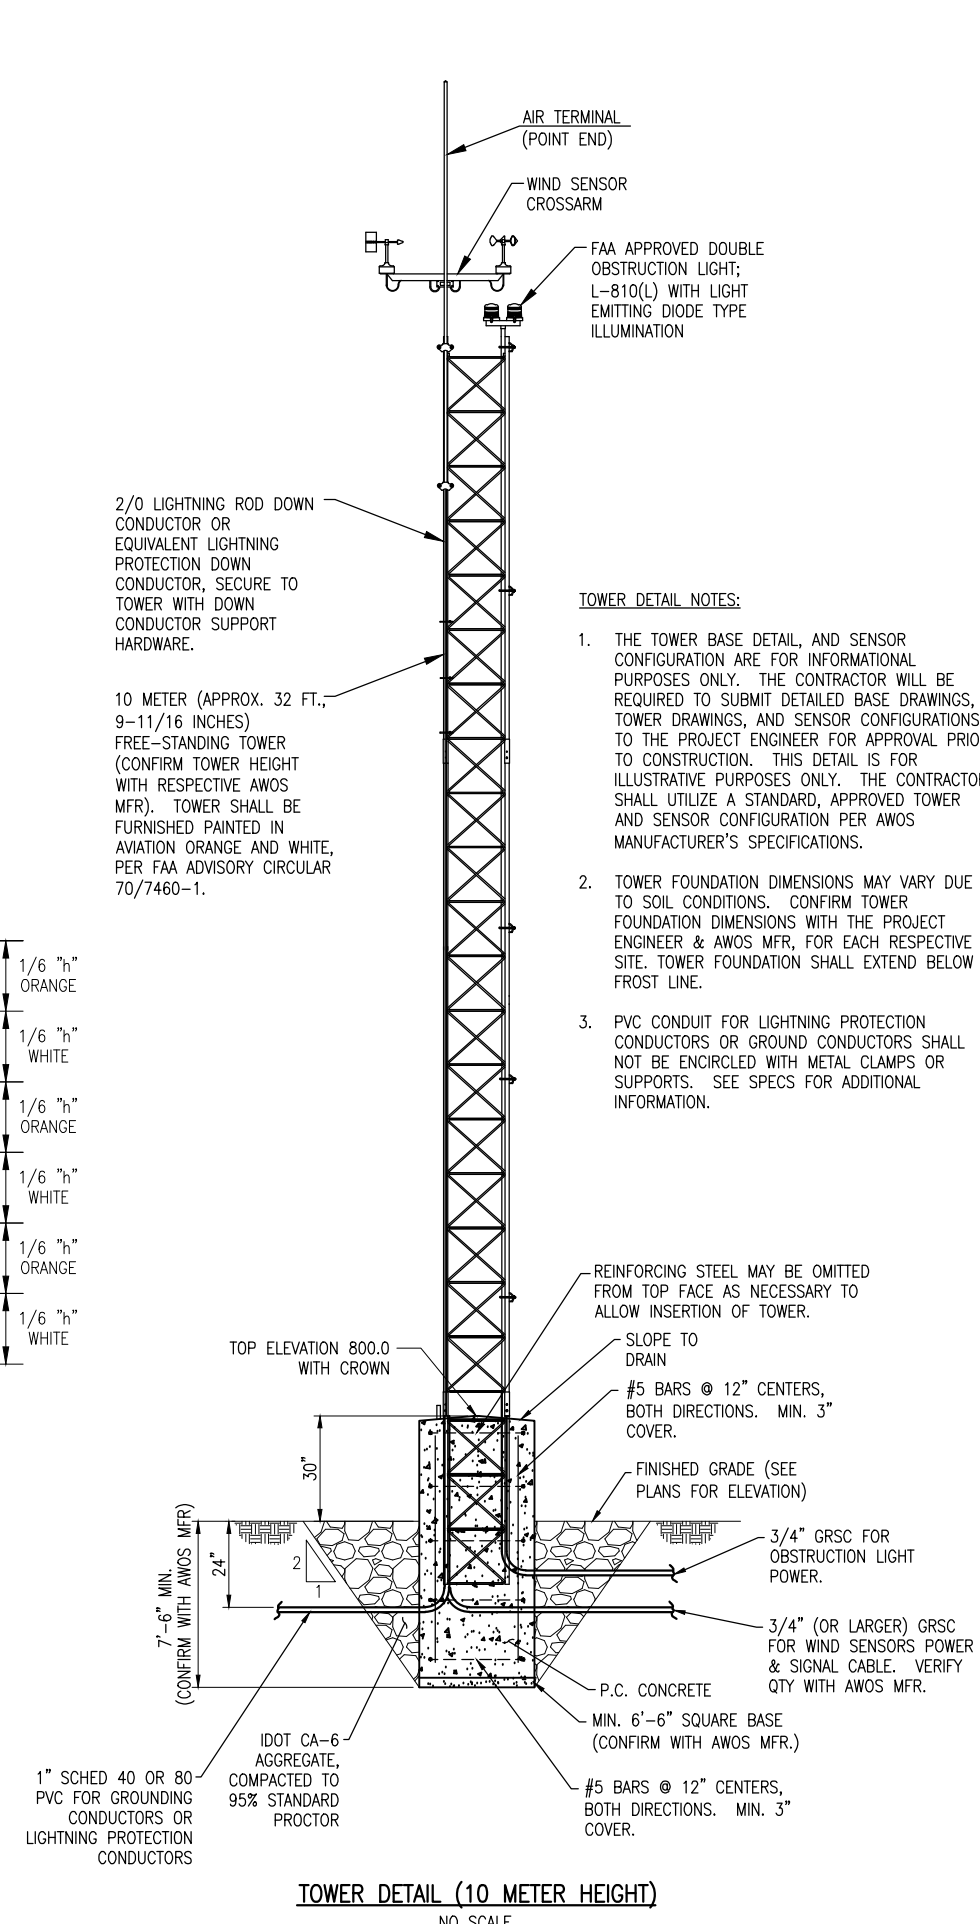 AIR TERMINAL
(POINT END)
WIND SENSOR
CROSSARM
FAA APPROVED DOUBLE
OBSTRUCTION LIGHT;
L-810(L) WITH LIGHT
EMITTING DIODE TYPE
ILLUMINATION
2/0 LIGHTNING ROD DOWN
CONDUCTOR OR
EQUIVALENT LIGHTNING
PROTECTION DOWN
CONDUCTOR, SECURE TO
TOWER WITH DOWN
CONDUCTOR SUPPORT
HARDWARE.
10 METER (APPROX. 32 FT.,
9-11/16 INCHES)
FREE-STANDING TOWER
(CONFIRM TOWER HEIGHT
WITH RESPECTIVE AWOS
MFR). TOWER SHALL BE
FURNISHED PAINTED IN
AVIATION ORANGE AND WHITE,
PER FAA ADVISORY CIRCULAR
70/7460-1.
TOWER DETAIL NOTES:
1. THE TOWER BASE DETAIL, AND SENSOR
CONFIGURATION ARE FOR INFORMATIONAL
PURPOSES ONLY. THE CONTRACTOR WILL BE
REQUIRED TO SUBMIT DETAILED BASE DRAWINGS,
TOWER DRAWINGS, AND SENSOR CONFIGURATIONS
TO THE PROJECT ENGINEER FOR APPROVAL PRIO
TO CONSTRUCTION. THIS DETAIL IS FOR
ILLUSTRATIVE PURPOSES ONLY. THE CONTRACTO
SHALL UTILIZE A STANDARD, APPROVED TOWER
AND SENSOR CONFIGURATION PER AWOS
MANUFACTURER'S SPECIFICATIONS.
2. TOWER FOUNDATION DIMENSIONS MAY VARY DUE
TO SOIL CONDITIONS. CONFIRM TOWER
FOUNDATION DIMENSIONS WITH THE PROJECT
ENGINEER & AWOS MFR, FOR EACH RESPECTIVE
SITE. TOWER FOUNDATION SHALL EXTEND BELOW
FROST LINE.
3. PVC CONDUIT FOR LIGHTNING PROTECTION
CONDUCTORS OR GROUND CONDUCTORS SHALL
NOT BE ENCIRCLED WITH METAL CLAMPS OR
SUPPORTS. SEE SPECS FOR ADDITIONAL
INFORMATION.
1/6 "h"
ORANGE
1/6 "h"
WHITE
1/6 "h"
ORANGE
1/6 "h"
WHITE
1/6 "h"
ORANGE
1/6 "h"
WHITE
REINFORCING STEEL MAY BE OMITTED
FROM TOP FACE AS NECESSARY TO
ALLOW INSERTION OF TOWER.
TOP ELEVATION 800.0
WITH CROWN
SLOPE TO
DRAIN
#5 BARS @ 12" CENTERS,
BOTH DIRECTIONS. MIN. 3"
COVER.
30"
FINISHED GRADE (SEE
PLANS FOR ELEVATION)
7'-6" MIN.
(CONFIRM WITH AWOS MFR)
24"
2
1
3/4" GRSC FOR
OBSTRUCTION LIGHT
POWER.
3/4" (OR LARGER) GRSC
FOR WIND SENSORS POWER
& SIGNAL CABLE. VERIFY
QTY WITH AWOS MFR.
P.C. CONCRETE
MIN. 6'-6" SQUARE BASE
(CONFIRM WITH AWOS MFR.)
IDOT CA-6
AGGREGATE,
COMPACTED TO
95% STANDARD
PROCTOR
1" SCHED 40 OR 80
PVC FOR GROUNDING
CONDUCTORS OR
LIGHTNING PROTECTION
CONDUCTORS
#5 BARS @ 12" CENTERS,
BOTH DIRECTIONS. MIN. 3"
COVER.
TOWER DETAIL (10 METER HEIGHT)
NO SCALE